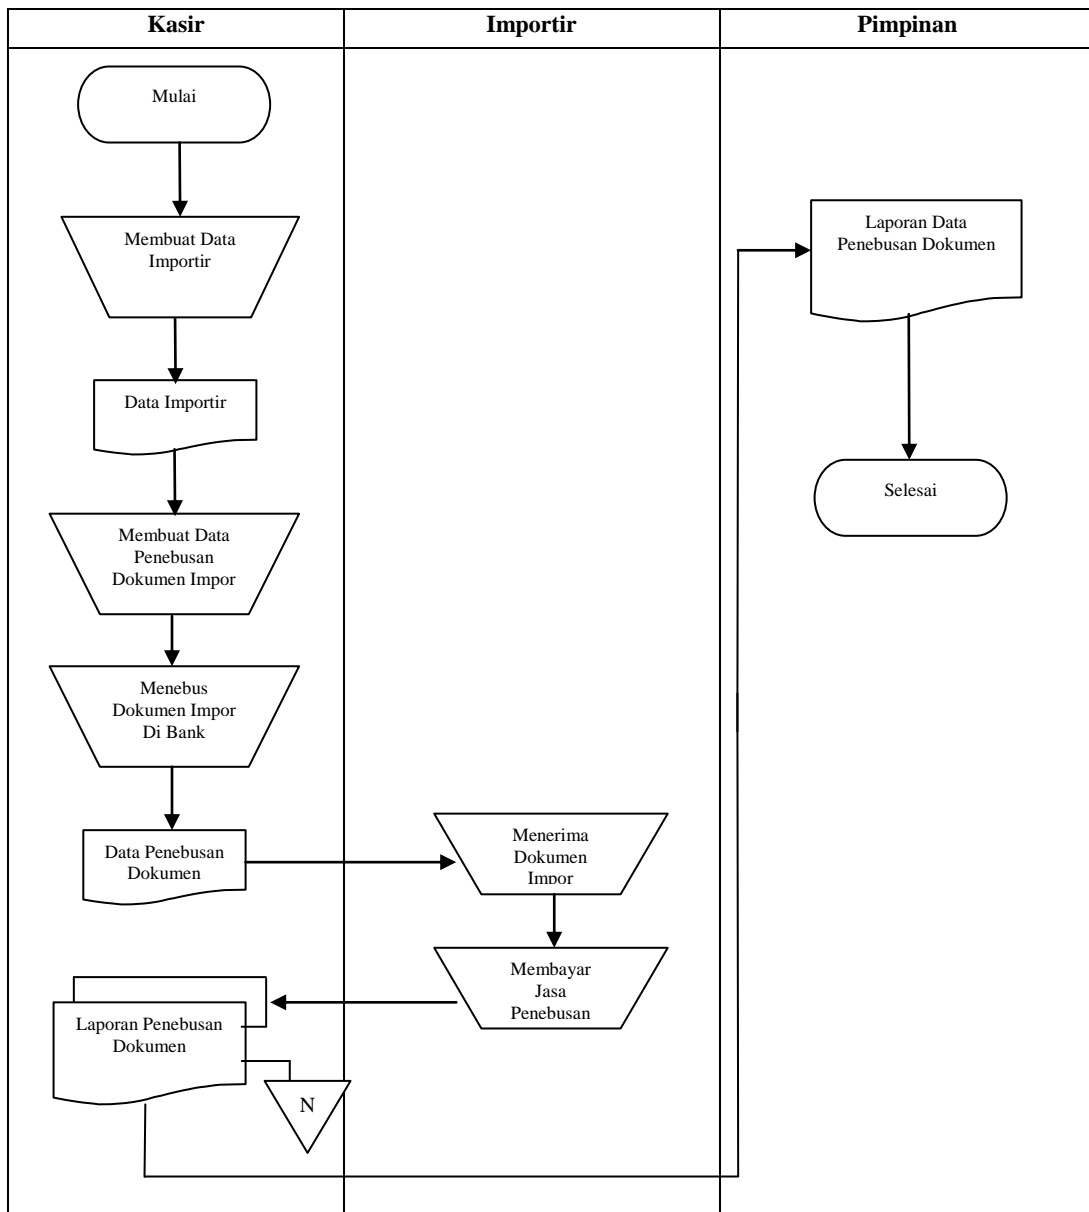 Kasir
Importir
Pimpinan
Mulai
Membuat Data
Importir
Data Importir
Membuat Data
Penebusan
Dokumen Impor
Menebus
Dokumen Impor
Di Bank
Data Penebusan
Dokumen
Menerima
Dokumen
Impor
Membayar
Jasa
Penebusan
Laporan Penebusan
Dokumen
N
Laporan Data
Penebusan Dokumen
Selesai